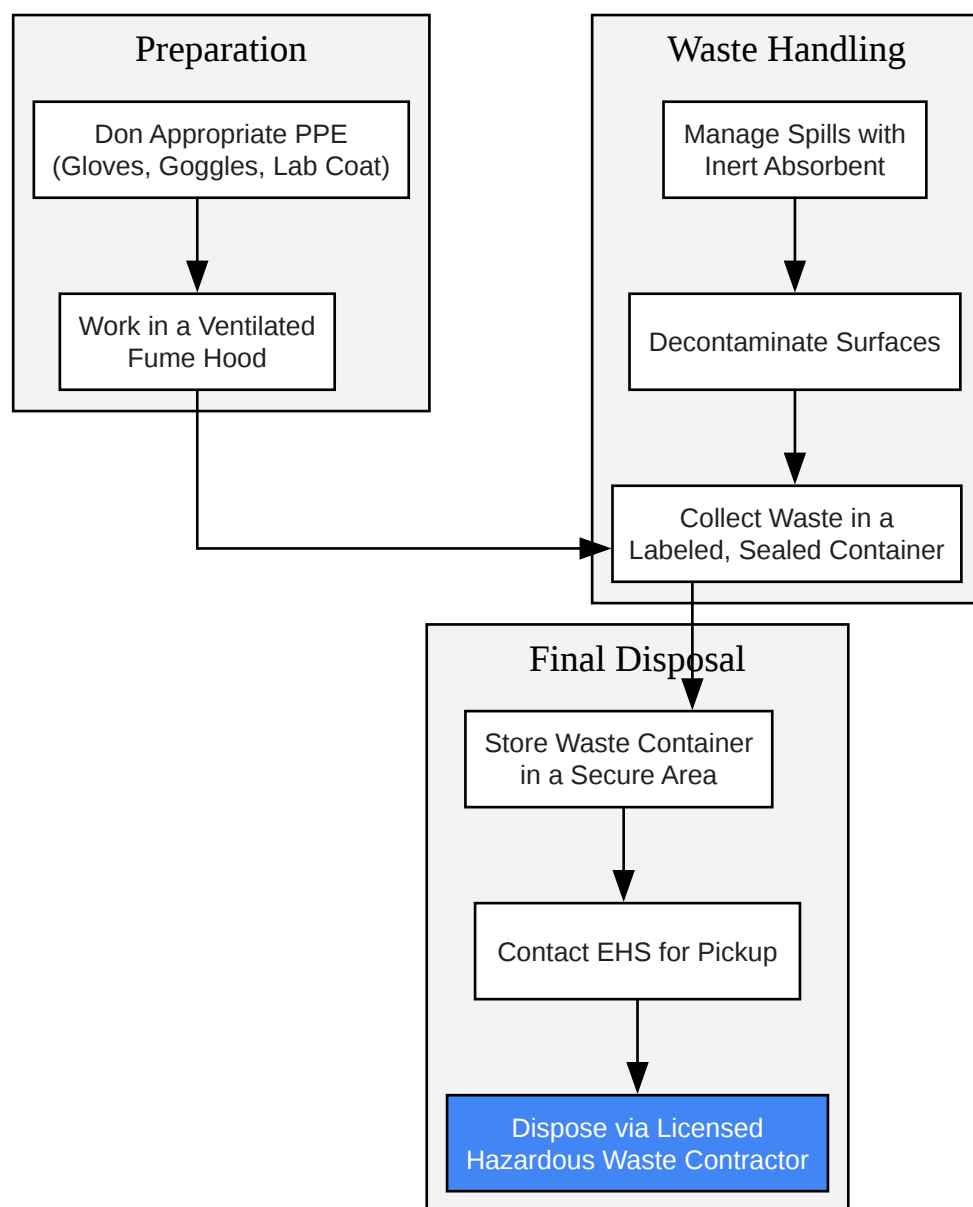 Preparation
Don Appropriate PPE
(Gloves, Goggles, Lab Coat)
Work in a Ventilated
Fume Hood
Waste Handling
Manage Spills with
Inert Absorbent
Decontaminate Surfaces
Collect Waste in a
Labeled, Sealed Container
Final Disposal
Store Waste Container
in a Secure Area
Contact EHS for Pickup
Dispose via Licensed
Hazardous Waste Contractor